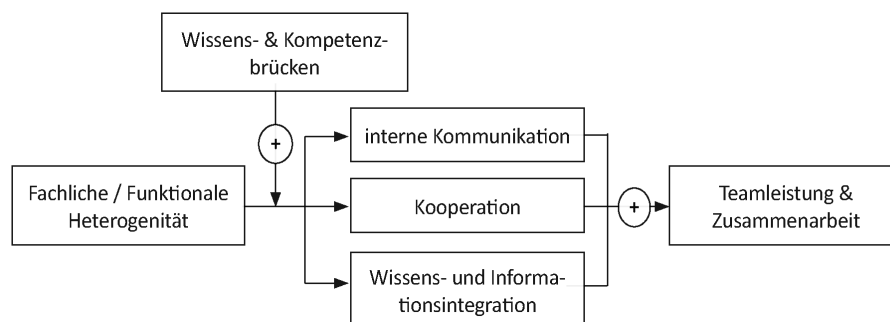 Wissens- & Kompetenz-
brücken
+
interne Kommunikation
Fachliche / Funktionale
Heterogenität
Kooperation
+
Teamleistung &
Zusammenarbeit
Wissens- und Informa-
tionsintegration